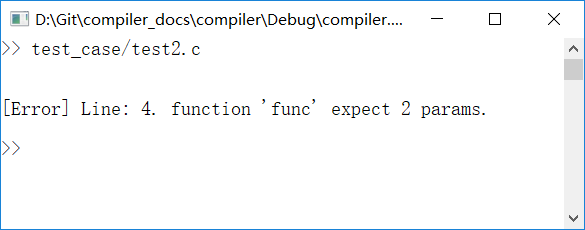 D:\Git\compiler_docs\compiler\Debug\compiler....
>> test_case/test2.c
[Error] Line: 4. function 'func' expect 2 params.
>>